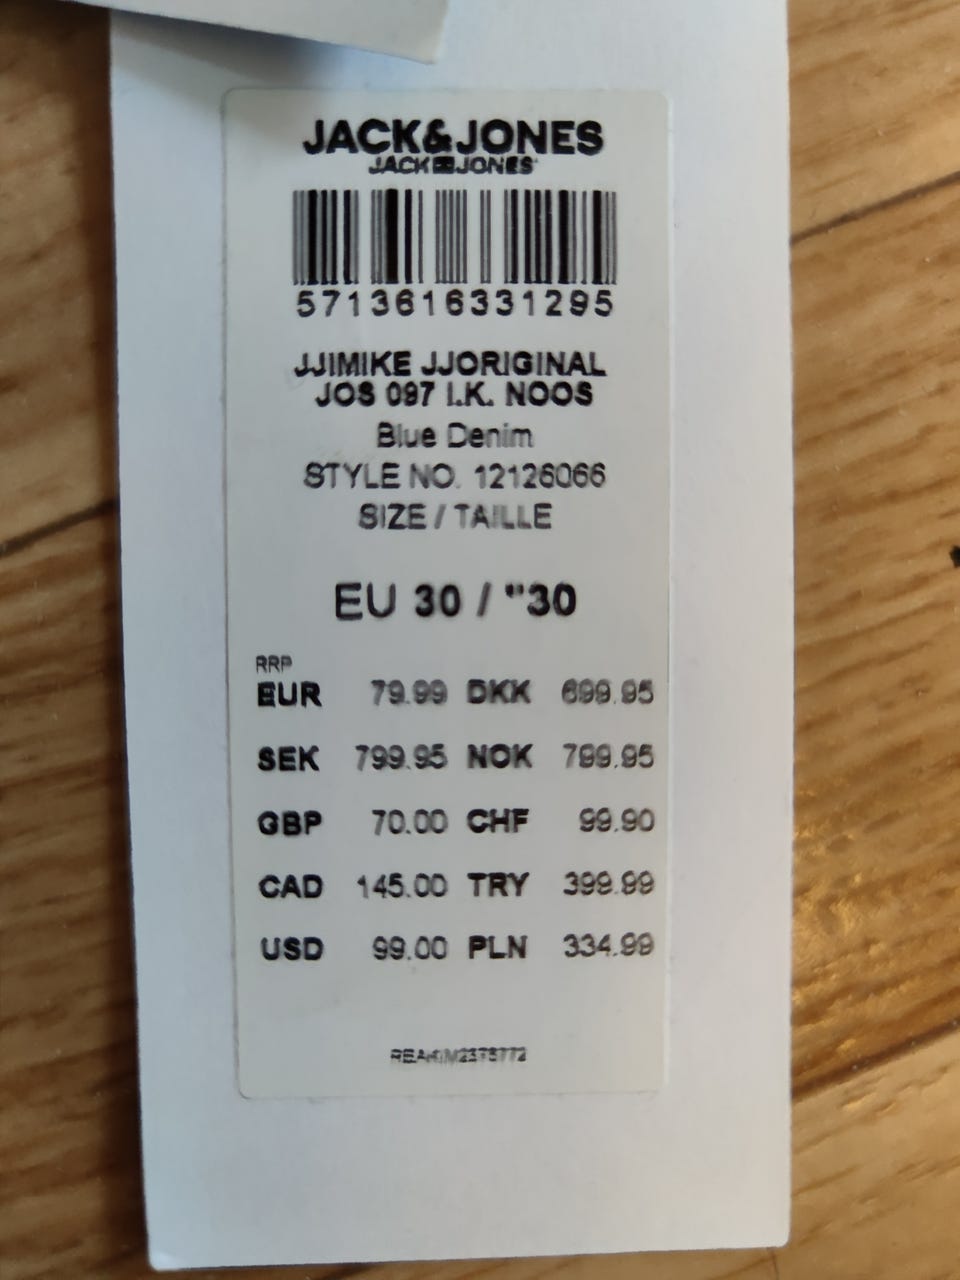 JACK&JONES
JACK JONES
5713616331295
JJIMIKE JJORIGINAL
JOS 097 I.K. NOOS
Blue Denim
STYLE NO. 12126066
SIZE / TAILLE
EU 30 / "30
RRP
EUR 79.99 DKK 699.95
SEK 799.95 NOK 799.95
GBP 70.00 CHF 99.90
CAD 145.00 TRY 399.99
USD 99.00 PLN 334.99